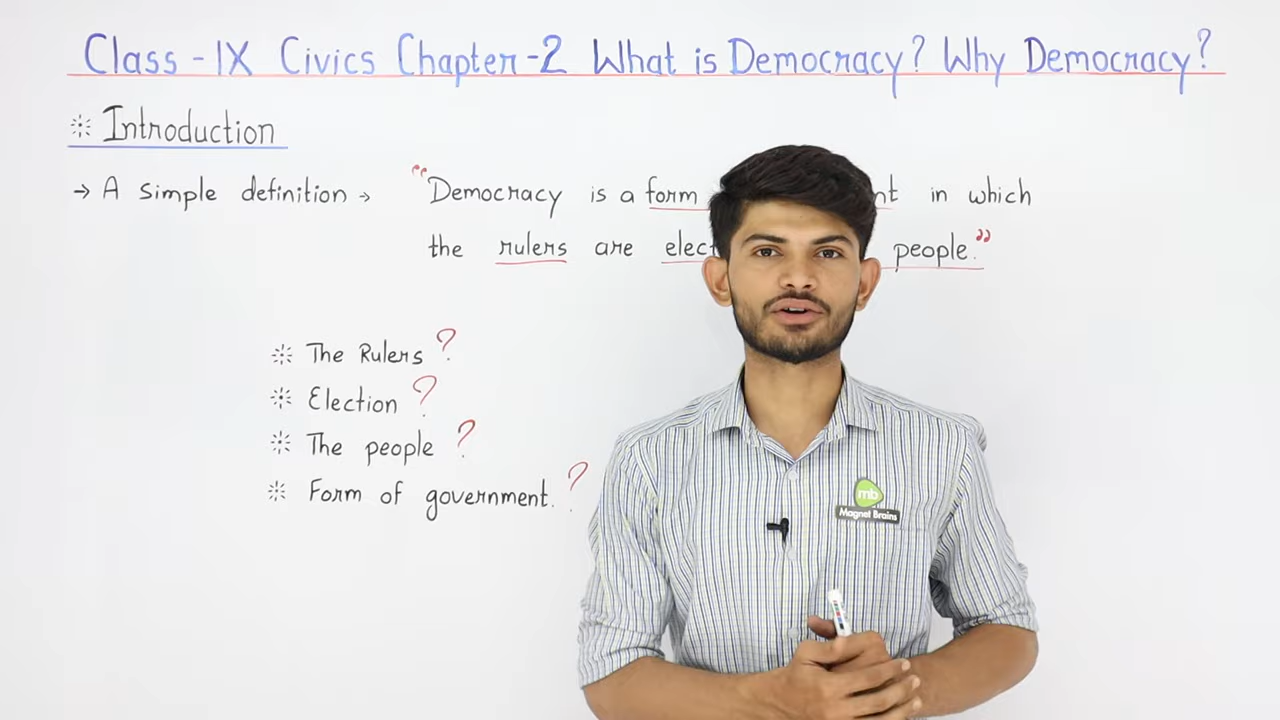 Class - IX Civics Chapter - 2 What is Democracy? Why Democracy?
Introduction
→ A simple definition → "Democracy is a form in which
the rulers are people."
The Rulers ?
Election ?
The people ?
Form of government. ?
mb
Magnet Brains